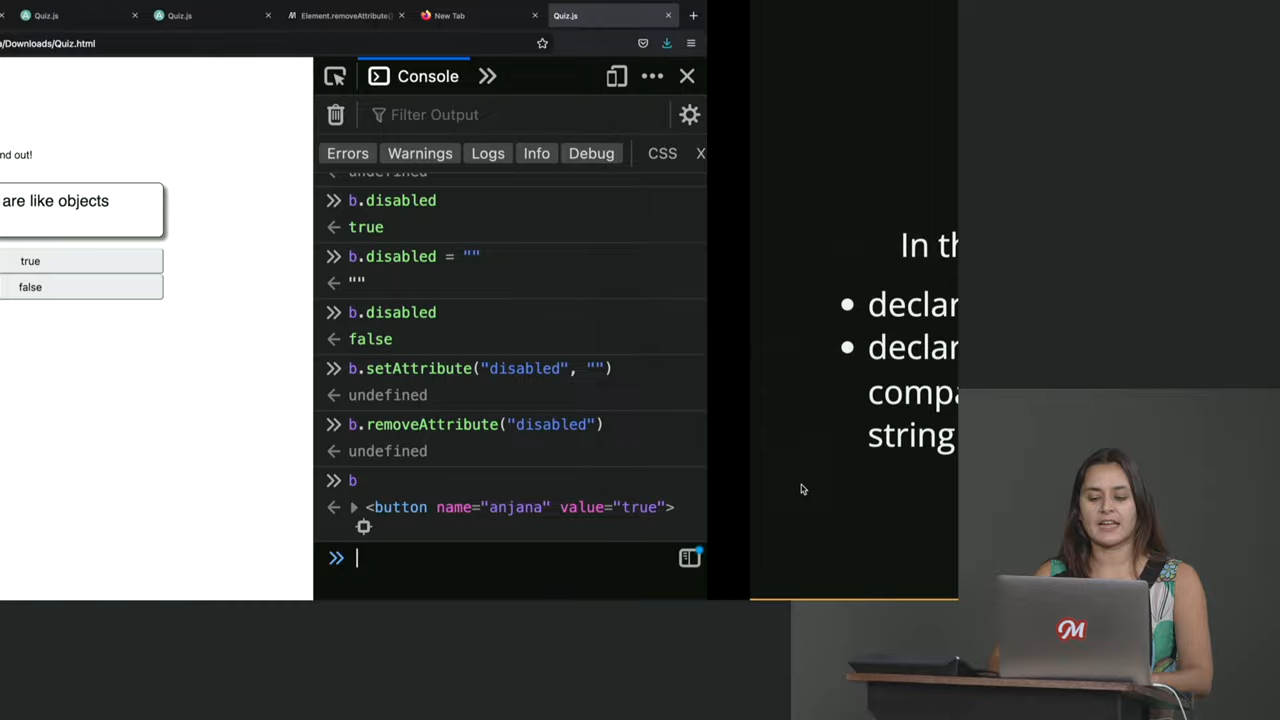 Quiz.js
Quiz.js
Element.removeAttribute()
New Tab
Quiz.js
/Downloads/Quiz.html
Console
Filter Output
Errors Warnings Logs Info Debug CSS X
nd out!
are like objects
true
false
undefined
b.disabled
true
b.disabled = ""
""
b.disabled
false
b.setAttribute("disabled", "")
undefined
b.removeAttribute("disabled")
undefined
b
<button name="anjana" value="true">
In th
declar
declar
compa
string
M